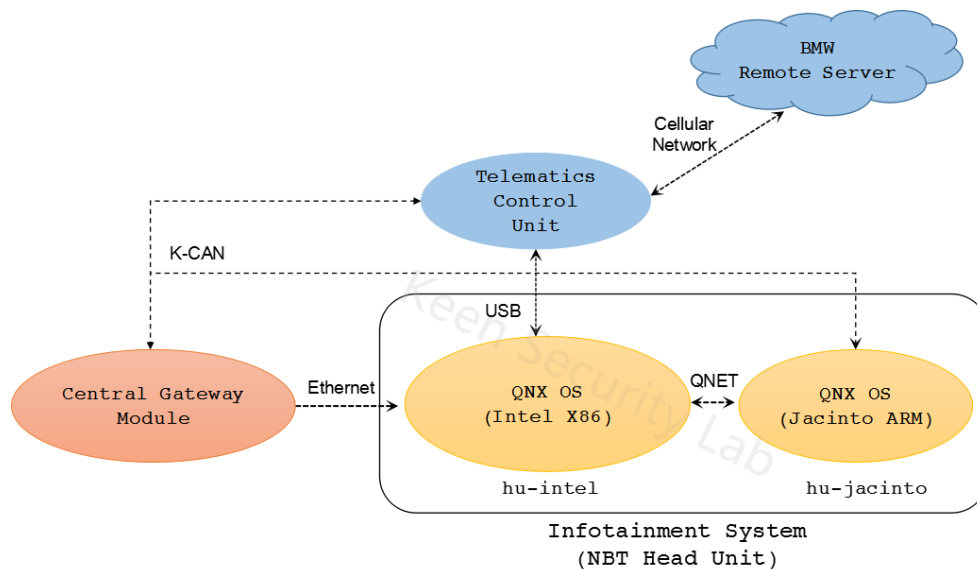 BMW
Remote Server
Cellular
Network
Telematics
Control
Unit
K-CAN
USB
Central Gateway
Module
Ethernet
QNX OS
(Intel X86)
QNET
QNX OS
(Jacinto ARM)
hu-intel
hu-jacinto
Infotainment System
(NBT Head Unit)
Keen Security Lab